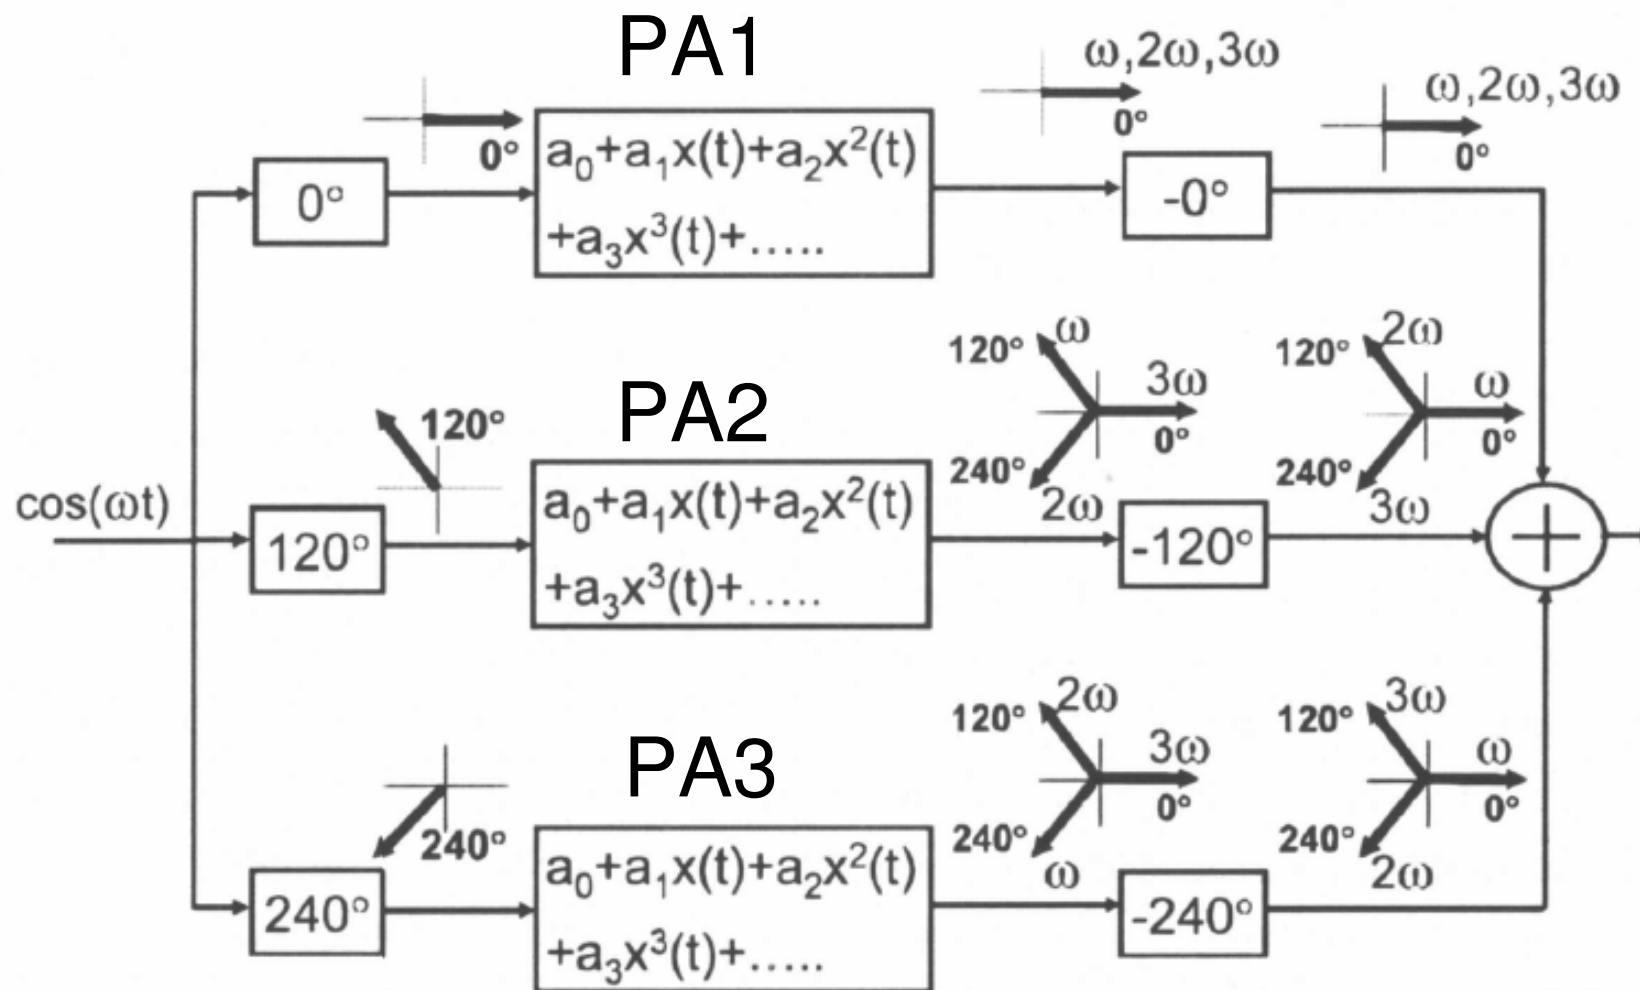 PA1
ω,2ω,3ω
ω,2ω,3ω
0°
0°
0°
0°
a₀+a₁x(t)+a₂x²(t)
+a₃x³(t)+.....
-0°
PA2
120°
120°
ω
3ω
0°
240°
2ω
120°
2ω
ω
0°
240°
3ω
cos(ωt)
120°
a₀+a₁x(t)+a₂x²(t)
+a₃x³(t)+.....
-120°
PA3
240°
120°
2ω
3ω
0°
240°
ω
120°
3ω
ω
0°
240°
2ω
240°
a₀+a₁x(t)+a₂x²(t)
+a₃x³(t)+.....
-240°